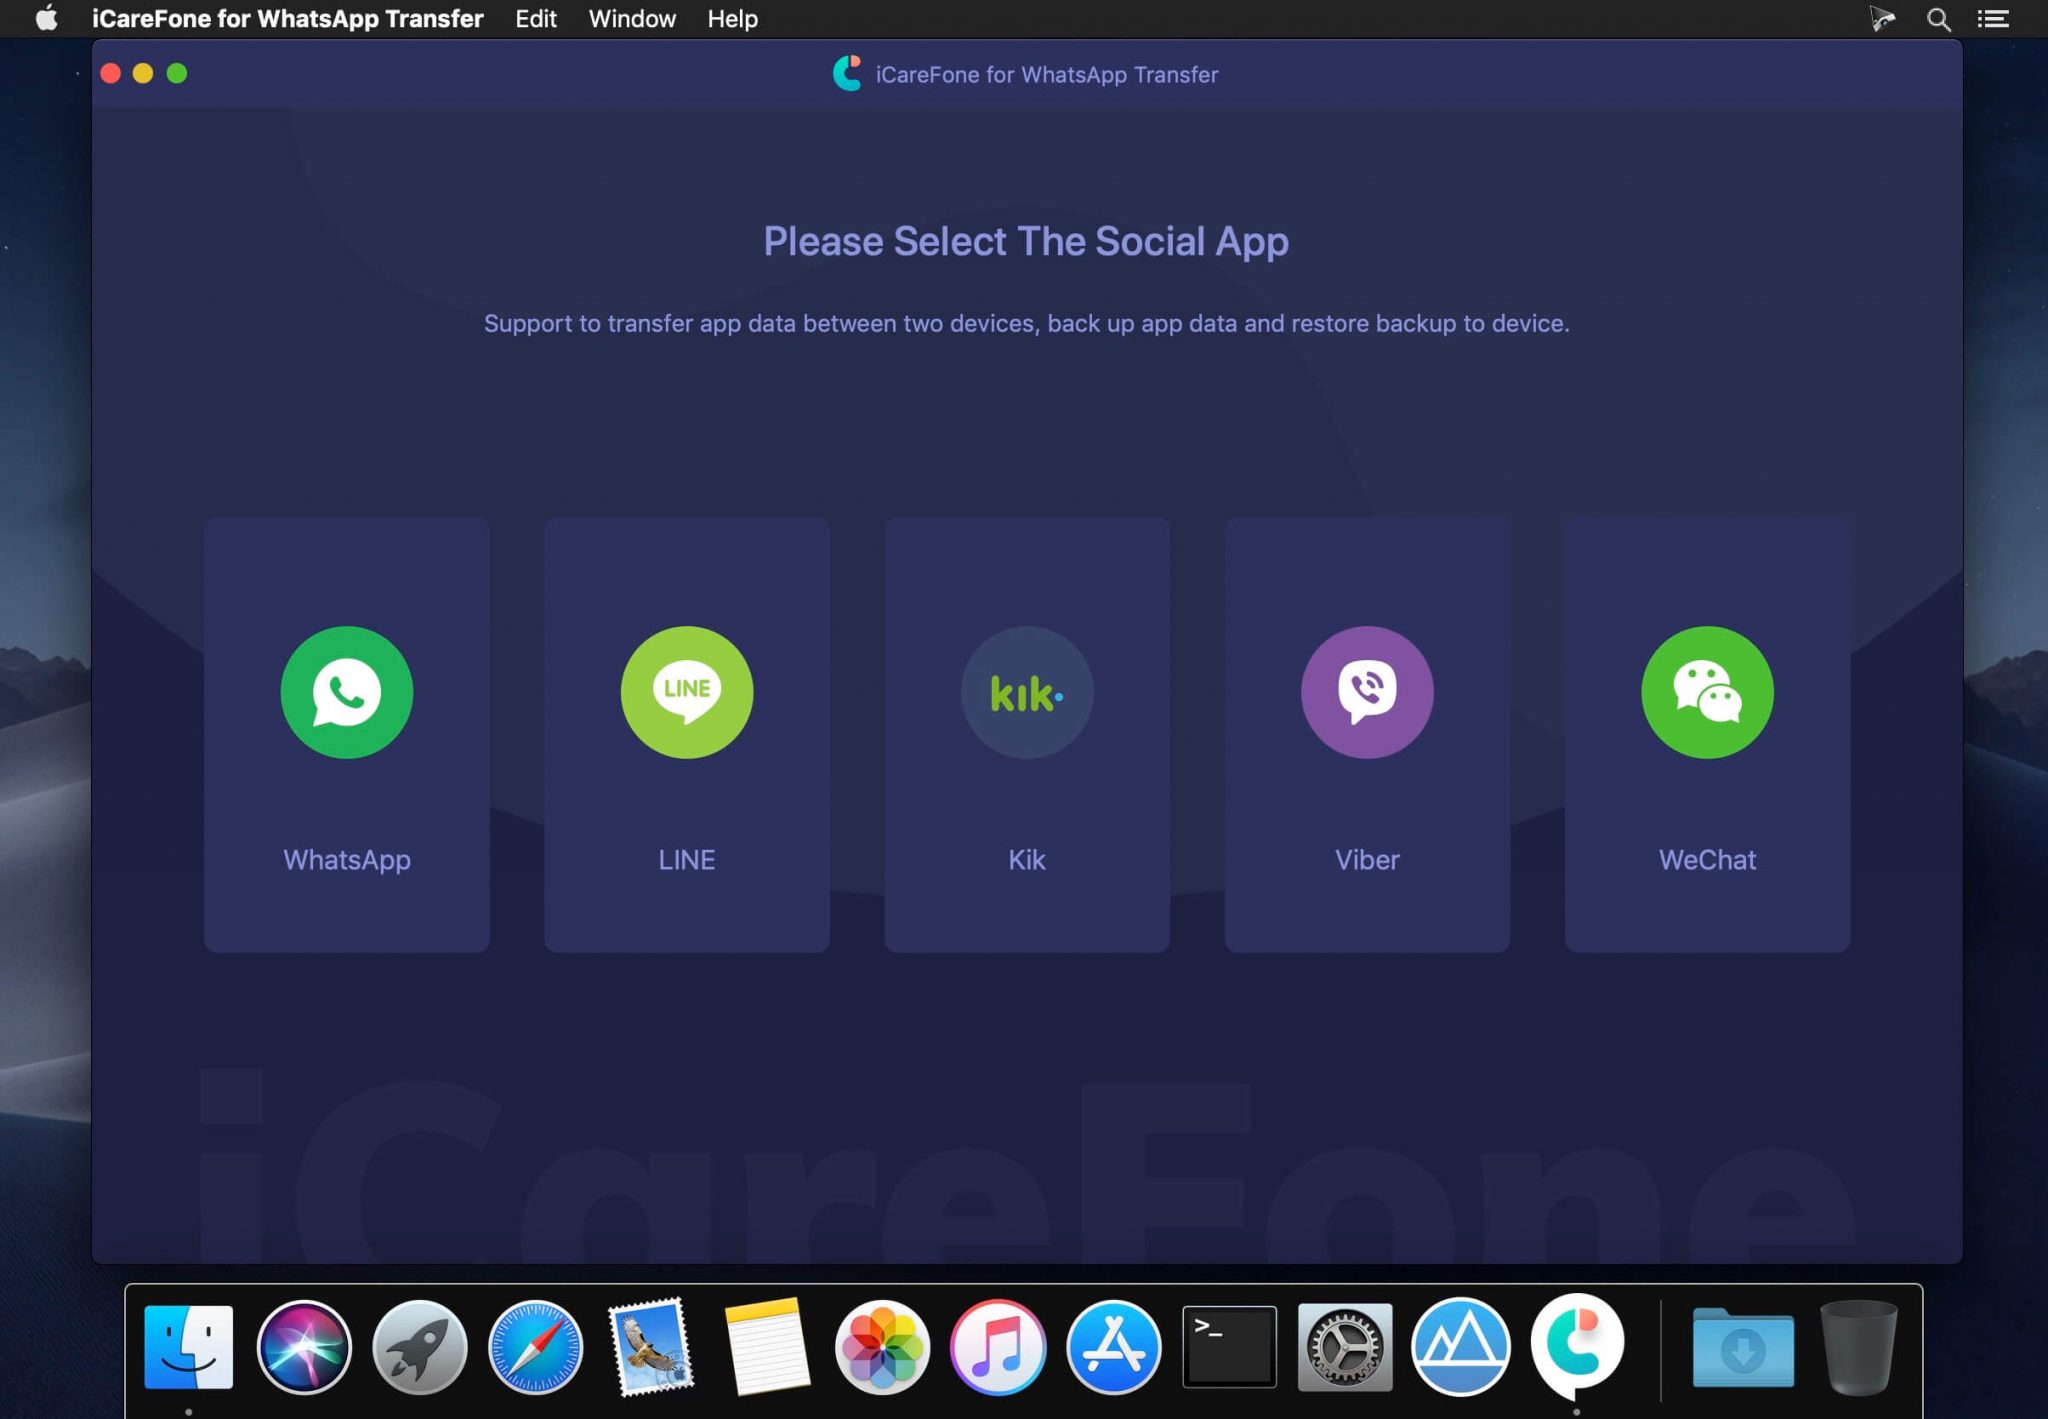 iCareFone for WhatsApp Transfer Edit Window Help
iCareFone for WhatsApp Transfer
Please Select The Social App
Support to transfer app data between two devices, back up app data and restore backup to device.
LINE
kik
WhatsApp
LINE
Kik
Viber
WeChat
iCareFone
>_